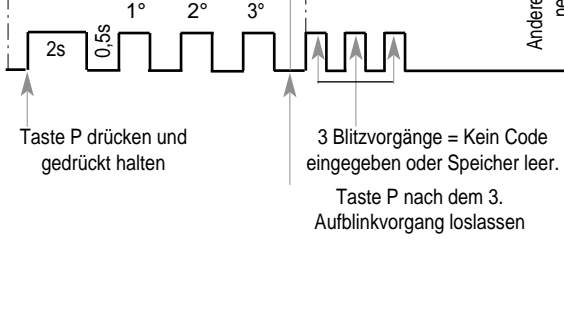 1° 2° 3°
2s
0,5s
Andere
Taste P drücken und
gedrückt halten
3 Blitzvorgänge = Kein Code
eingegeben oder Speicher leer.
Taste P nach dem 3.
Aufblinkvorgang loslassen